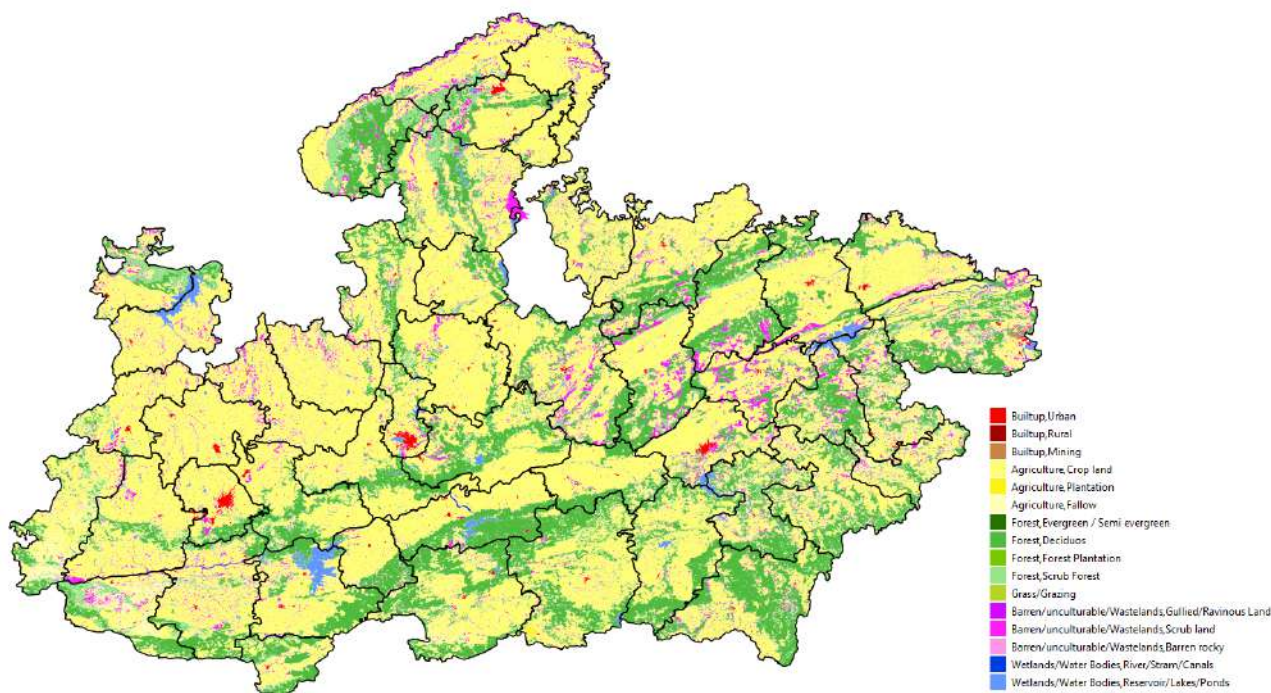 Builtup,Urban
Builtup,Rural
Builtup,Mining
Agriculture,Crop land
Agriculture,Plantation
Agriculture,Fallow
Forest,Evergreen / Semi evergreen
Forest,Deciduos
Forest,Forest Plantation
Forest,Scrub Forest
Grass/Grazing
Barren/unculturable/Wastelands,Gullied/Ravinous Land
Barren/unculturable/Wastelands,Scrub land
Barren/unculturable/Wastelands,Barren rocky
Wetlands/Water Bodies,River/Stram/Canals
Wetlands/Water Bodies,Reservoir/Lakes/Ponds